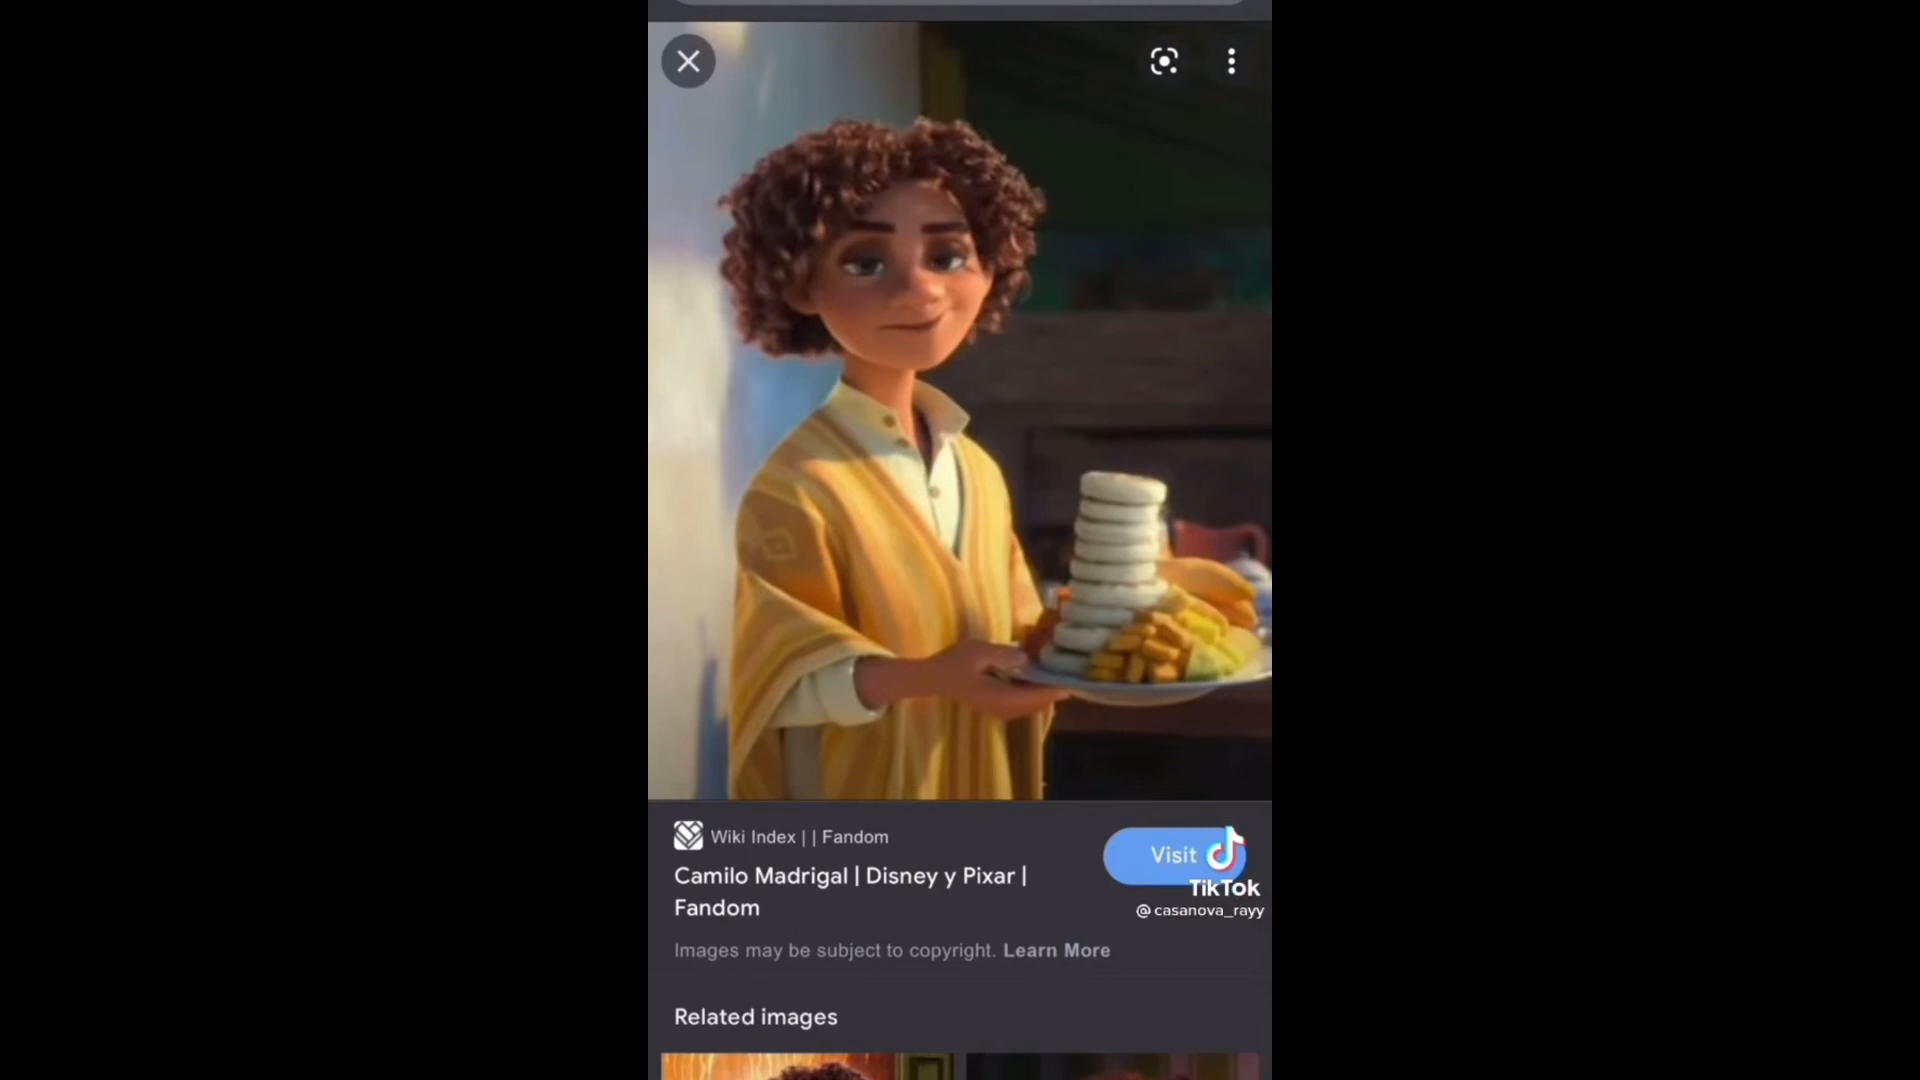 Wiki Index | | Fandom
Camilo Madrigal | Disney y Pixar |
Fandom
Visit
TikTok
@casanova_rayy
Images may be subject to copyright. Learn More
Related images